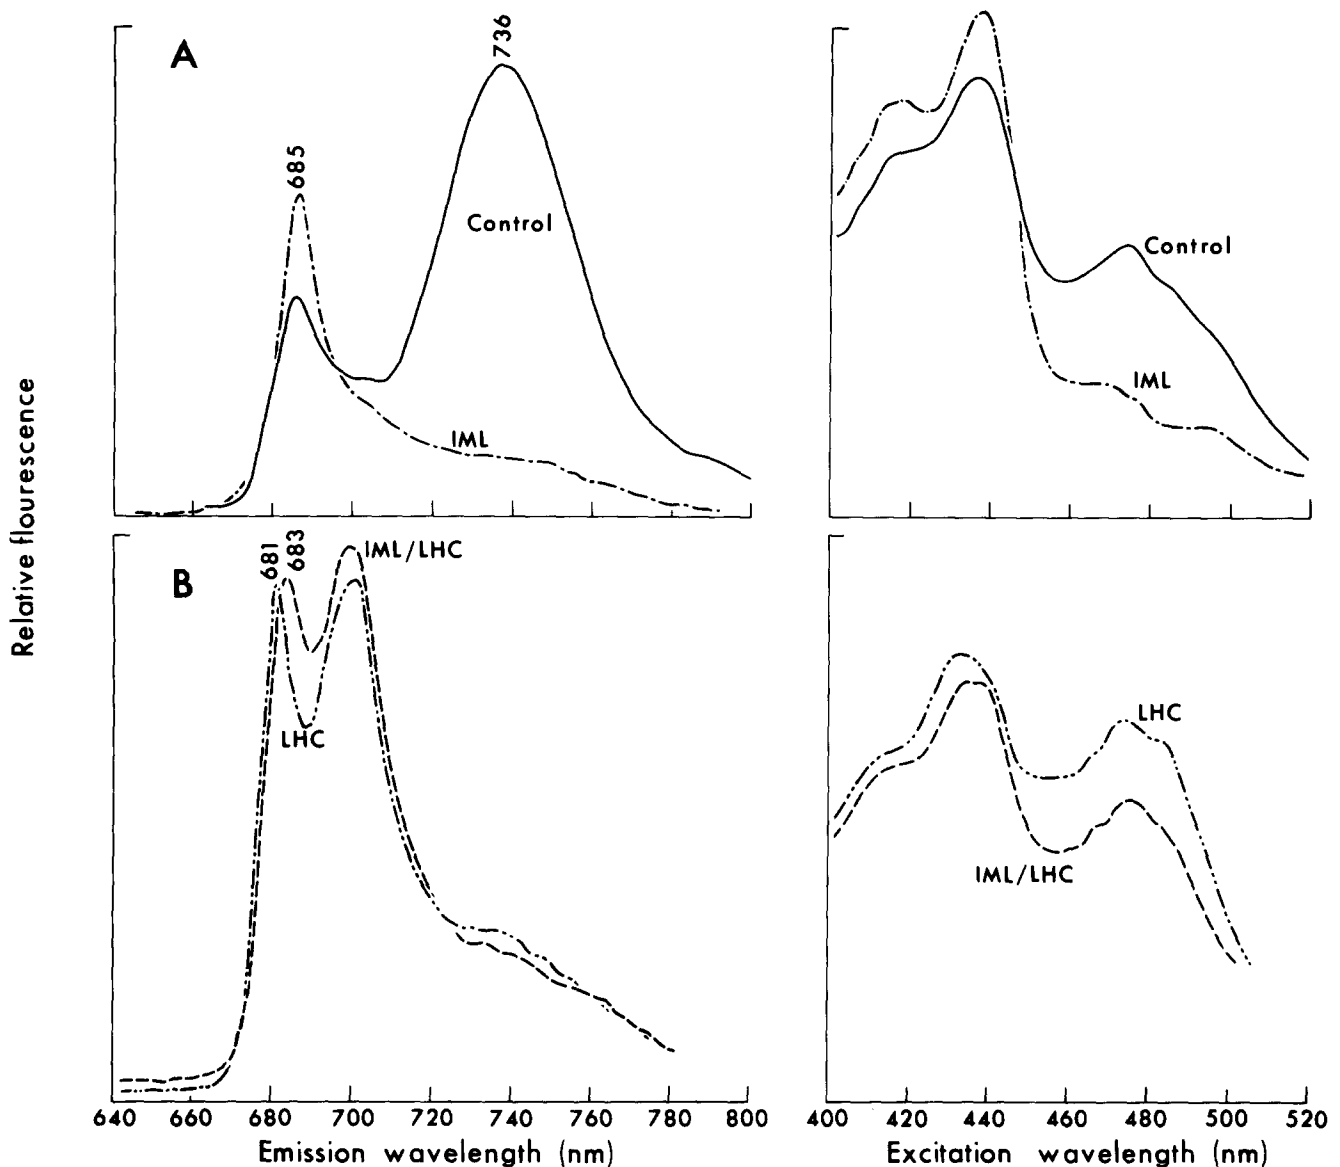 A
736
685
Control
IML
Control
IML
Relative flourescence
B
681
683
IML/LHC
LHC
LHC
IML/LHC
640 660 680 700 720 740 760 780 800
400 420 440 460 480 500 520
Emission wavelength (nm)
Excitation wavelength (nm)